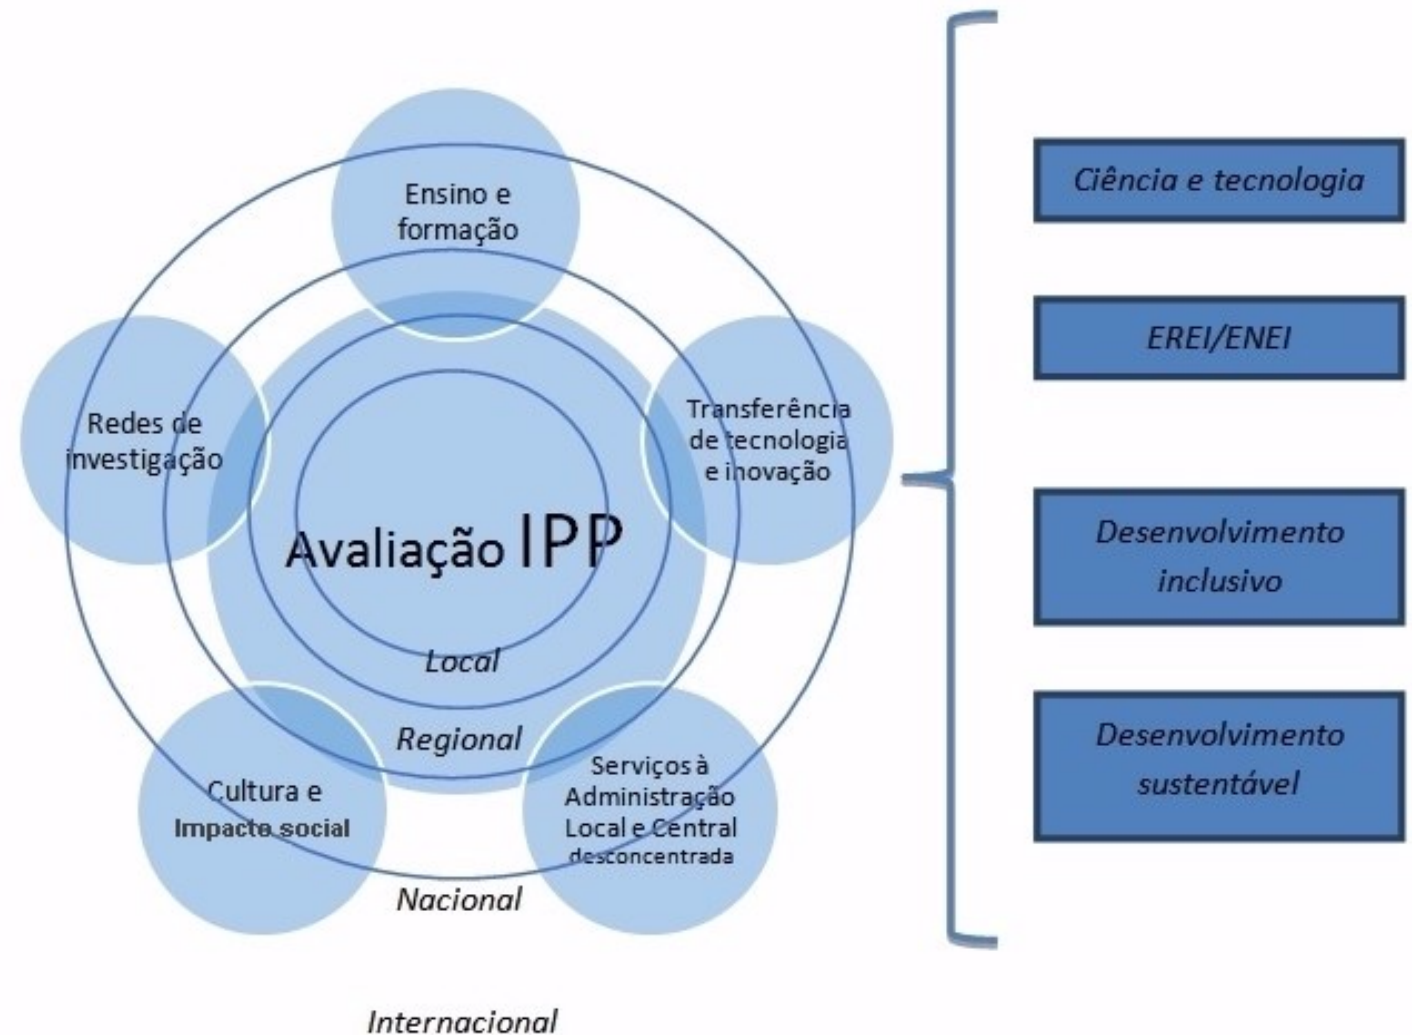 Ensino e
formação
Redes de
investigação
Transferência
de tecnologia
e inovação
Avaliação IPP
Local
Regional
Cultura e
Impacto social
Serviços à
Administração
Local e Central
desconcentrada
Nacional
Internacional
Ciência e tecnologia
EREI/ENEI
Desenvolvimento
inclusivo
Desenvolvimento
sustentável